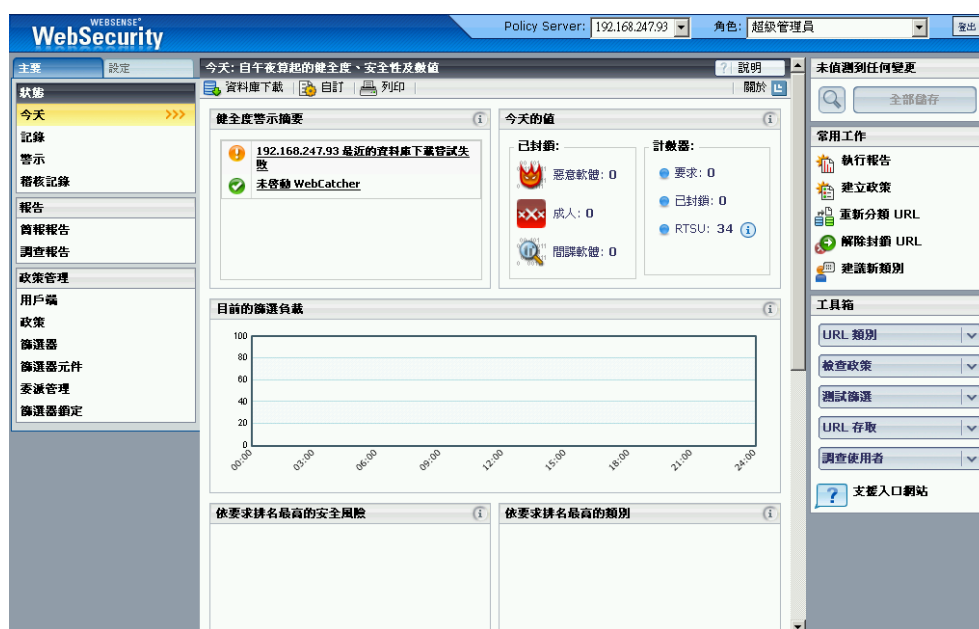 WEBSENSE®
WebSecurity
Policy Server: 192.168.247.93
角色: 超級管理員
登出
主要
設定
狀態
今天 >>>
記錄
警示
稽核記錄
報告
簡報報告
調查報告
政策管理
用戶端
政策
篩選器
篩選器元件
委派管理
篩選器鎖定
今天: 自午夜算起的健全度、安全性及數值
? 說明
資料庫下載
自訂
列印
關於
健全度警示摘要
192.168.247.93 最近的資料庫下載嘗試失
敗
未啓動 WebCatcher
今天的值
已封鎖:
惡意軟體: 0
成人: 0
間諜軟體: 0
計數器:
要求: 0
已封鎖: 0
RTSU: 34
目前的篩選負載
100
80
60
40
20
0
00:00
03:00
06:00
09:00
12:00
15:00
18:00
21:00
24:00
依要求排名最高的安全風險
依要求排名最高的類別
未偵測到任何變更
全部儲存
常用工作
執行報告
建立政策
重新分類 URL
解除封鎖 URL
建議新類別
工具箱
URL 類別
檢查政策
測試篩選
URL 存取
調查使用者
? 支援入口網站